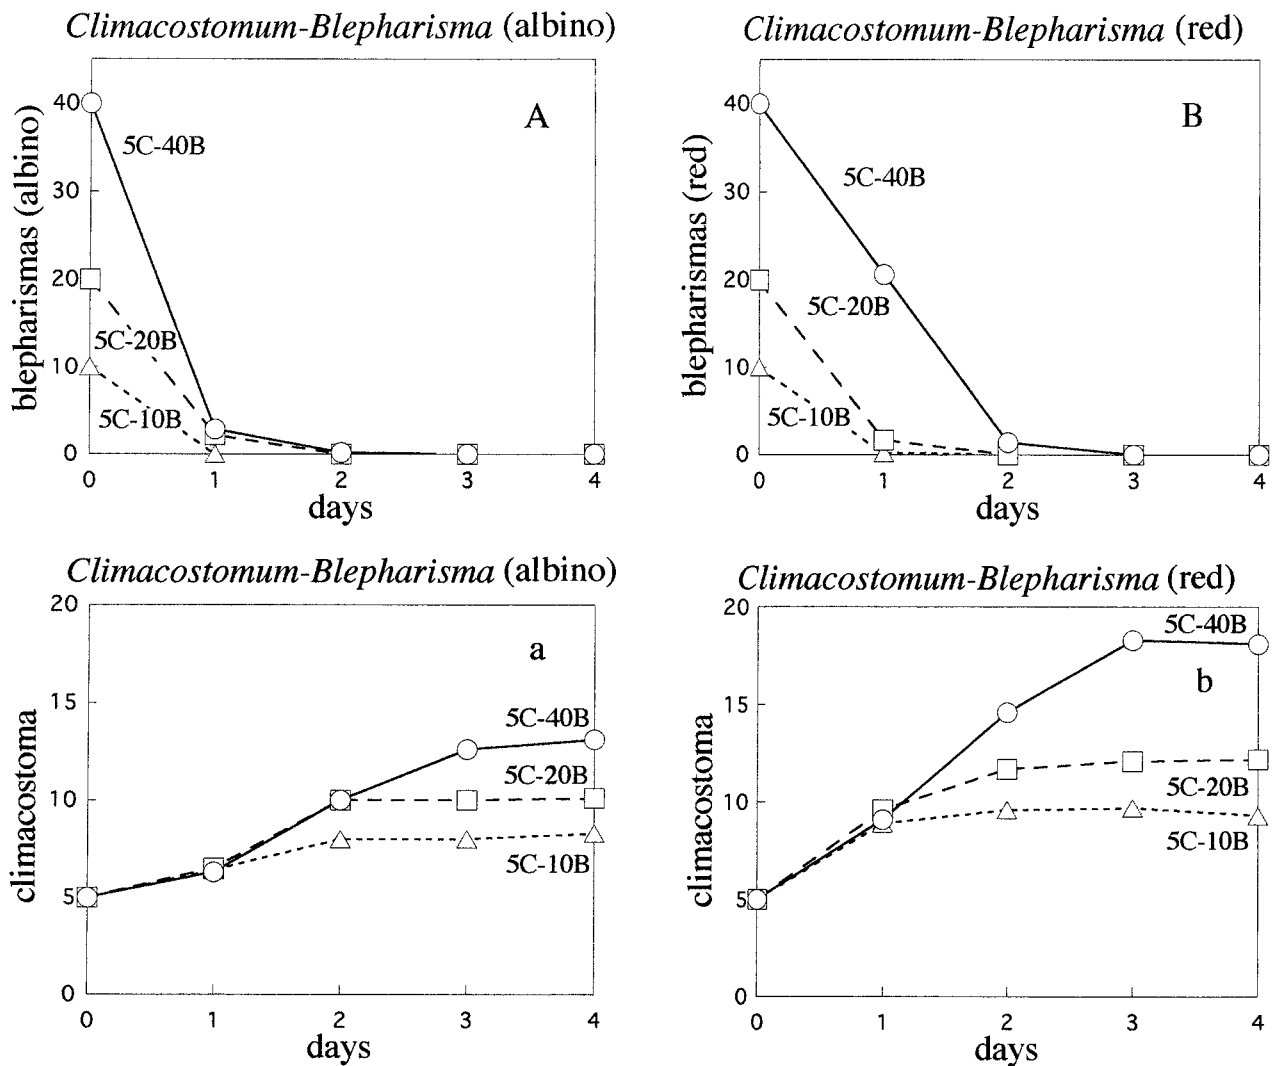 Climacostomum-Blepharisma (albino)
blepharismas (albino)
40
30
20
10
0
A
5C-40B
5C-20B
5C-10B
0 1 2 3 4
days
Climacostomum-Blepharisma (red)
blepharismas (red)
40
30
20
10
0
B
5C-40B
5C-20B
5C-10B
0 1 2 3 4
days
Climacostomum-Blepharisma (albino)
climacostoma
20
15
10
5
0
a
5C-40B
5C-20B
5C-10B
0 1 2 3 4
days
Climacostomum-Blepharisma (red)
climacostoma
20
15
10
5
0
5C-40B
b
5C-20B
5C-10B
0 1 2 3 4
days